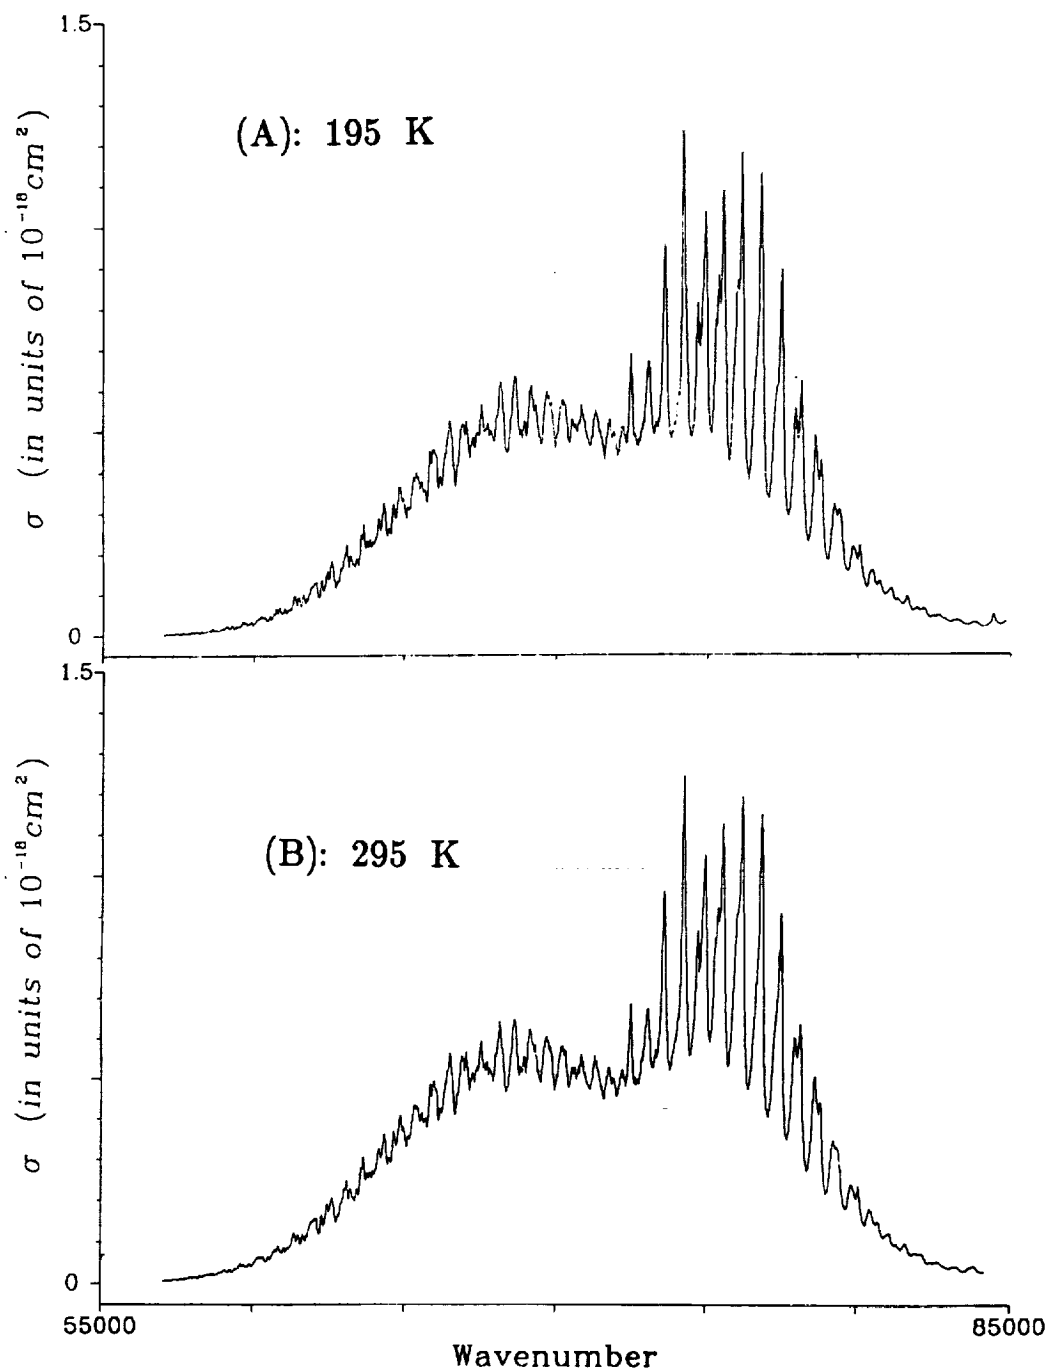 1.5
(A): 195 K
σ (in units of 10⁻¹⁸cm²)
0
1.5
(B): 295 K
σ (in units of 10⁻¹⁸cm²)
0
55000
85000
Wavenumber